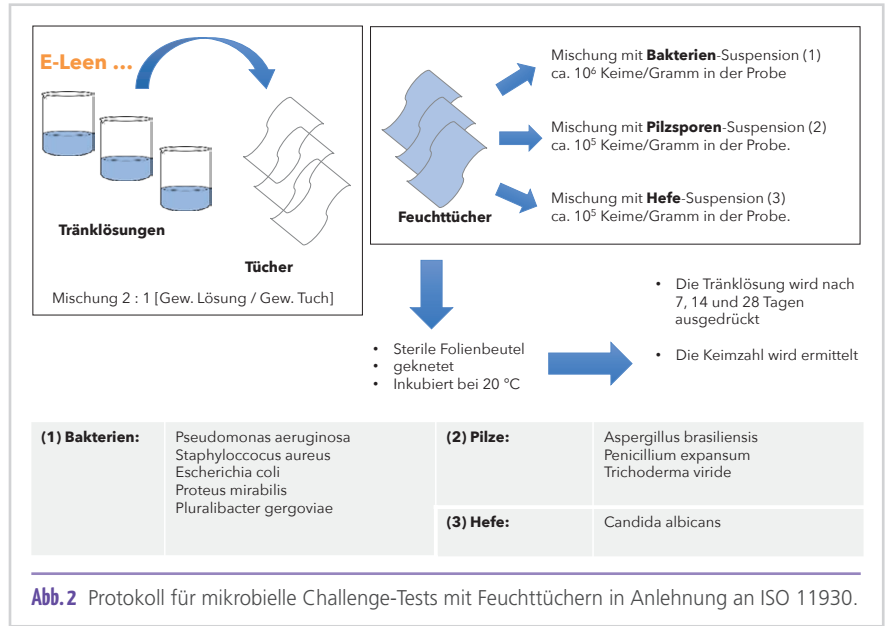 E-Leen ...
Tränklösungen
Tücher
Mischung 2 : 1 [Gew. Lösung / Gew. Tuch]
Feuchttücher
Mischung mit Bakterien-Suspension (1)
ca. 10⁶ Keime/Gramm in der Probe
Mischung mit Pilzsporen-Suspension (2)
ca. 10⁵ Keime/Gramm in der Probe.
Mischung mit Hefe-Suspension (3)
ca. 10⁵ Keime/Gramm in der Probe.
• Sterile Folienbeutel
• geknetet
• Inkubiert bei 20 °C
• Die Tränklösung wird nach
7, 14 und 28 Tagen
ausgedrückt
• Die Keimzahl wird ermittelt
(1) Bakterien:
Pseudomonas aeruginosa
Staphyloccocus aureus
Escherichia coli
Proteus mirabilis
Pluralibacter gergoviae
(2) Pilze:
Aspergillus brasiliensis
Penicillium expansum
Trichoderma viride
(3) Hefe:
Candida albicans
Abb. 2 Protokoll für mikrobielle Challenge-Tests mit Feuchttüchern in Anlehnung an ISO 11930.